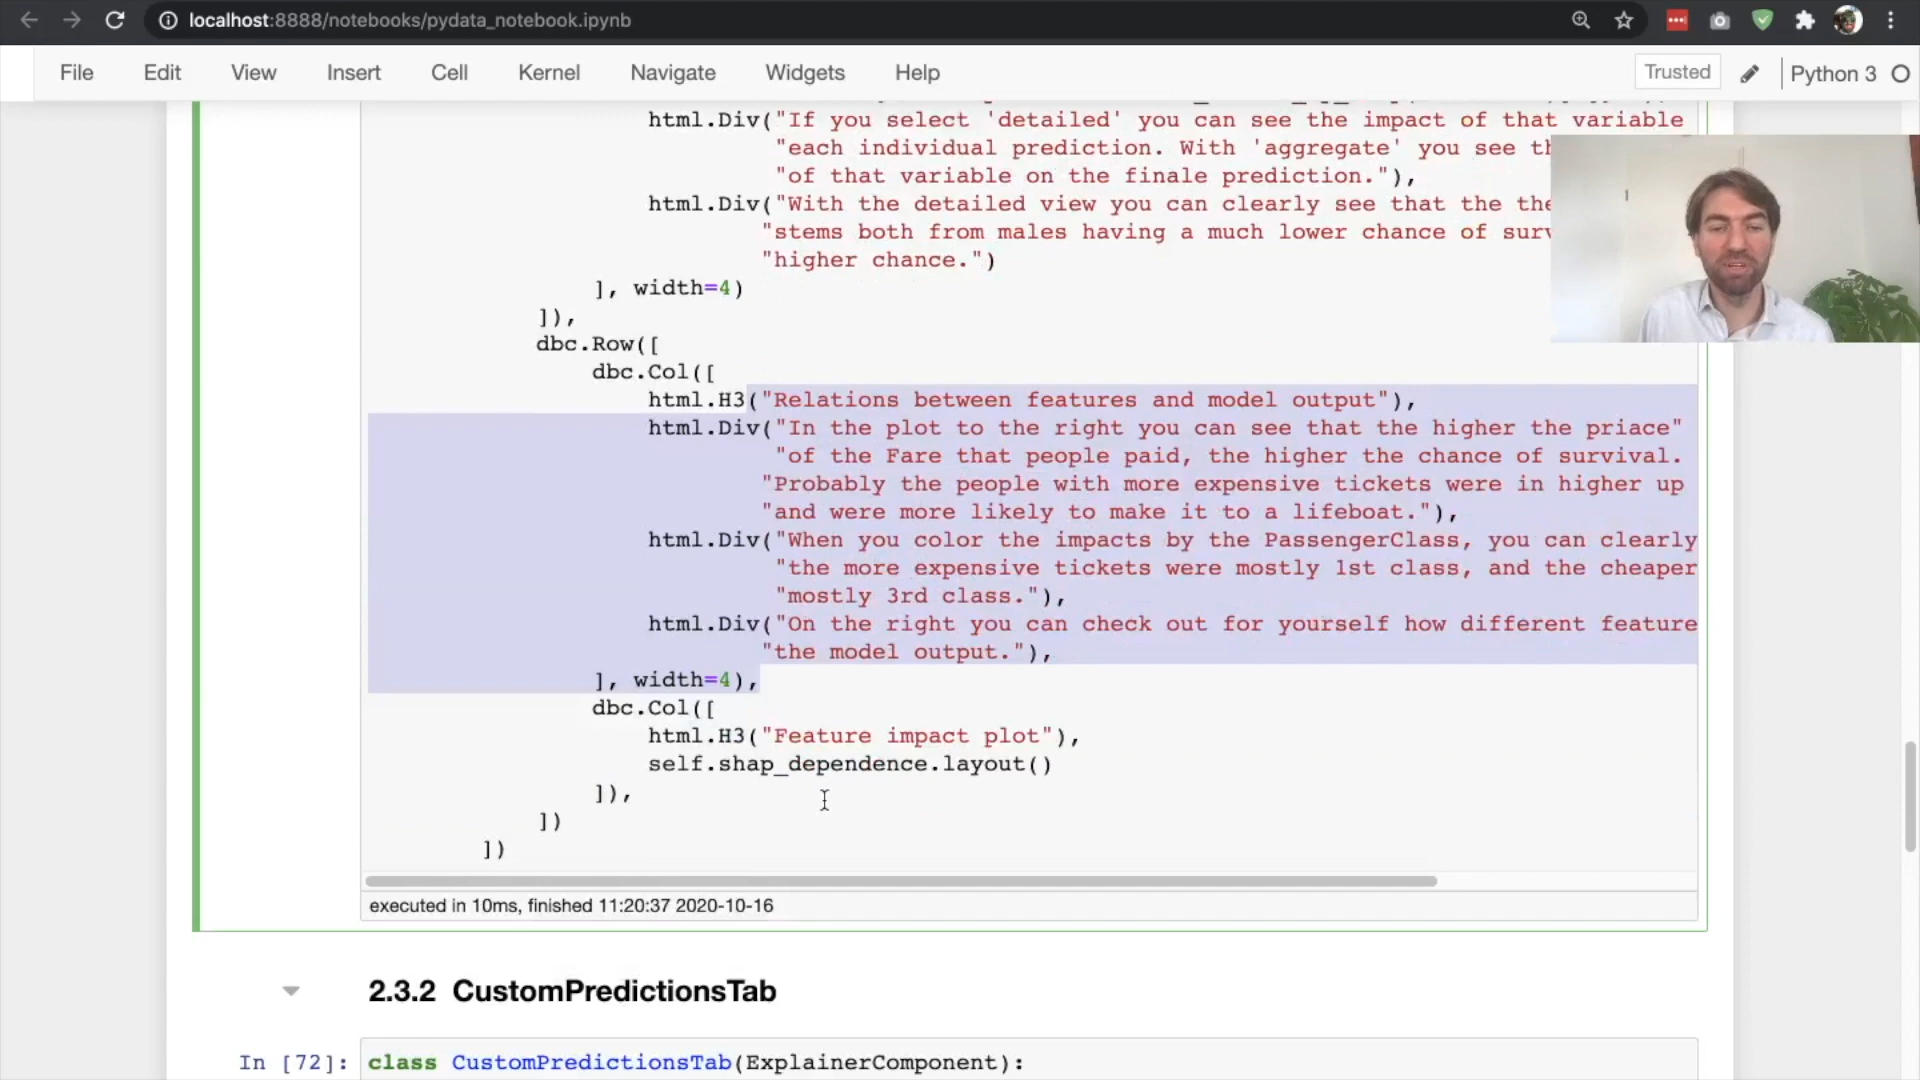 localhost:8888/notebooks/pydata_notebook.ipynb
File Edit View Insert Cell Kernel Navigate Widgets Help
Trusted Python 3
html.Div("If you select 'detailed' you can see the impact of that variable
"each individual prediction. With 'aggregate' you see th
"of that variable on the finale prediction."),
html.Div("With the detailed view you can clearly see that the the
"stems both from males having a much lower chance of surv
"higher chance.")
], width=4)
]),
dbc.Row([
dbc.Col([
html.H3("Relations between features and model output"),
html.Div("In the plot to the right you can see that the higher the priace"
"of the Fare that people paid, the higher the chance of survival.
"Probably the people with more expensive tickets were in higher up
"and were more likely to make it to a lifeboat."),
html.Div("When you color the impacts by the PassengerClass, you can clearly
"the more expensive tickets were mostly 1st class, and the cheaper
"mostly 3rd class."),
html.Div("On the right you can check out for yourself how different feature
"the model output."),
], width=4),
dbc.Col([
html.H3("Feature impact plot"),
self.shap_dependence.layout()
]),
])
])
executed in 10ms, finished 11:20:37 2020-10-16
2.3.2 CustomPredictionsTab
In [72]: class CustomPredictionsTab(ExplainerComponent):